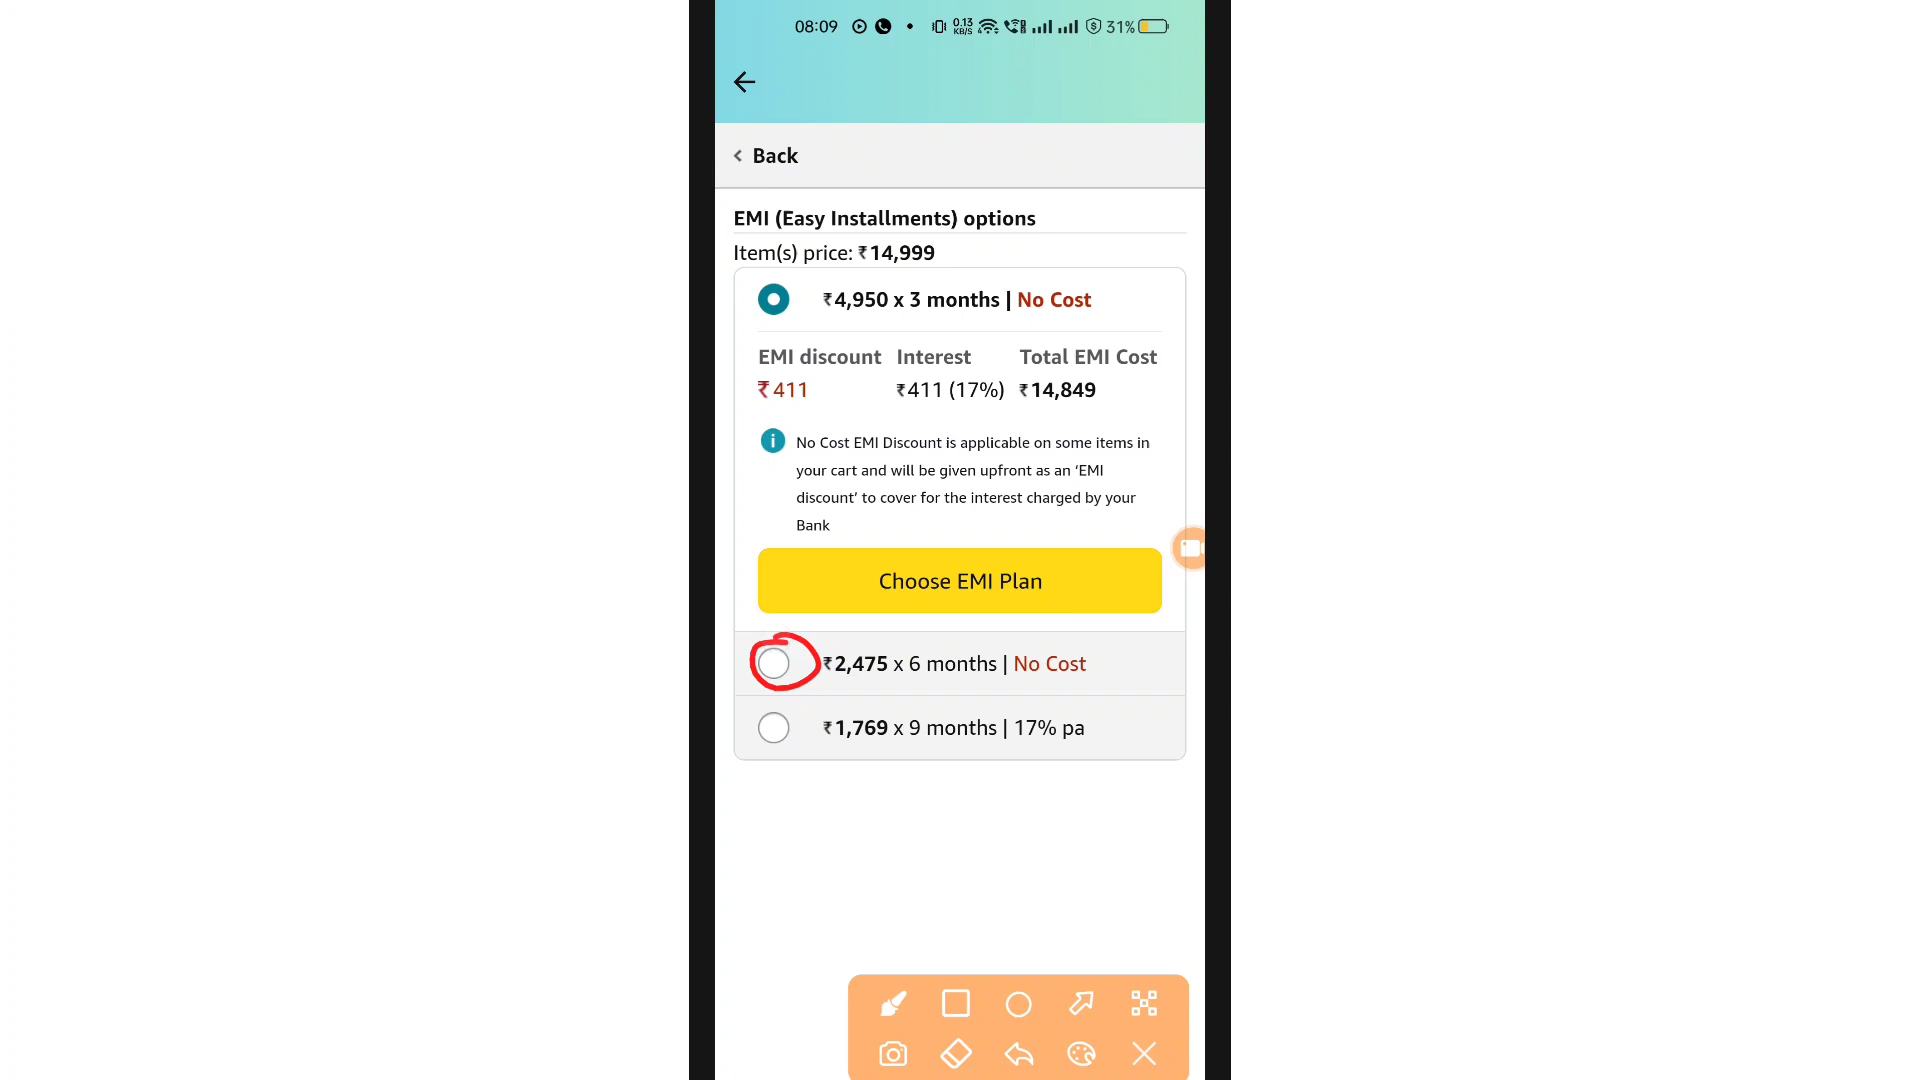 08:09 0.13 KB/S 31%
Back
EMI (Easy Installments) options
Item(s) price: ₹14,999
₹4,950 x 3 months | No Cost
EMI discount Interest Total EMI Cost
₹411 ₹411 (17%) ₹14,849
No Cost EMI Discount is applicable on some items in
your cart and will be given upfront as an ‘EMI
discount’ to cover for the interest charged by your
Bank
Choose EMI Plan
₹2,475 x 6 months | No Cost
₹1,769 x 9 months | 17% pa